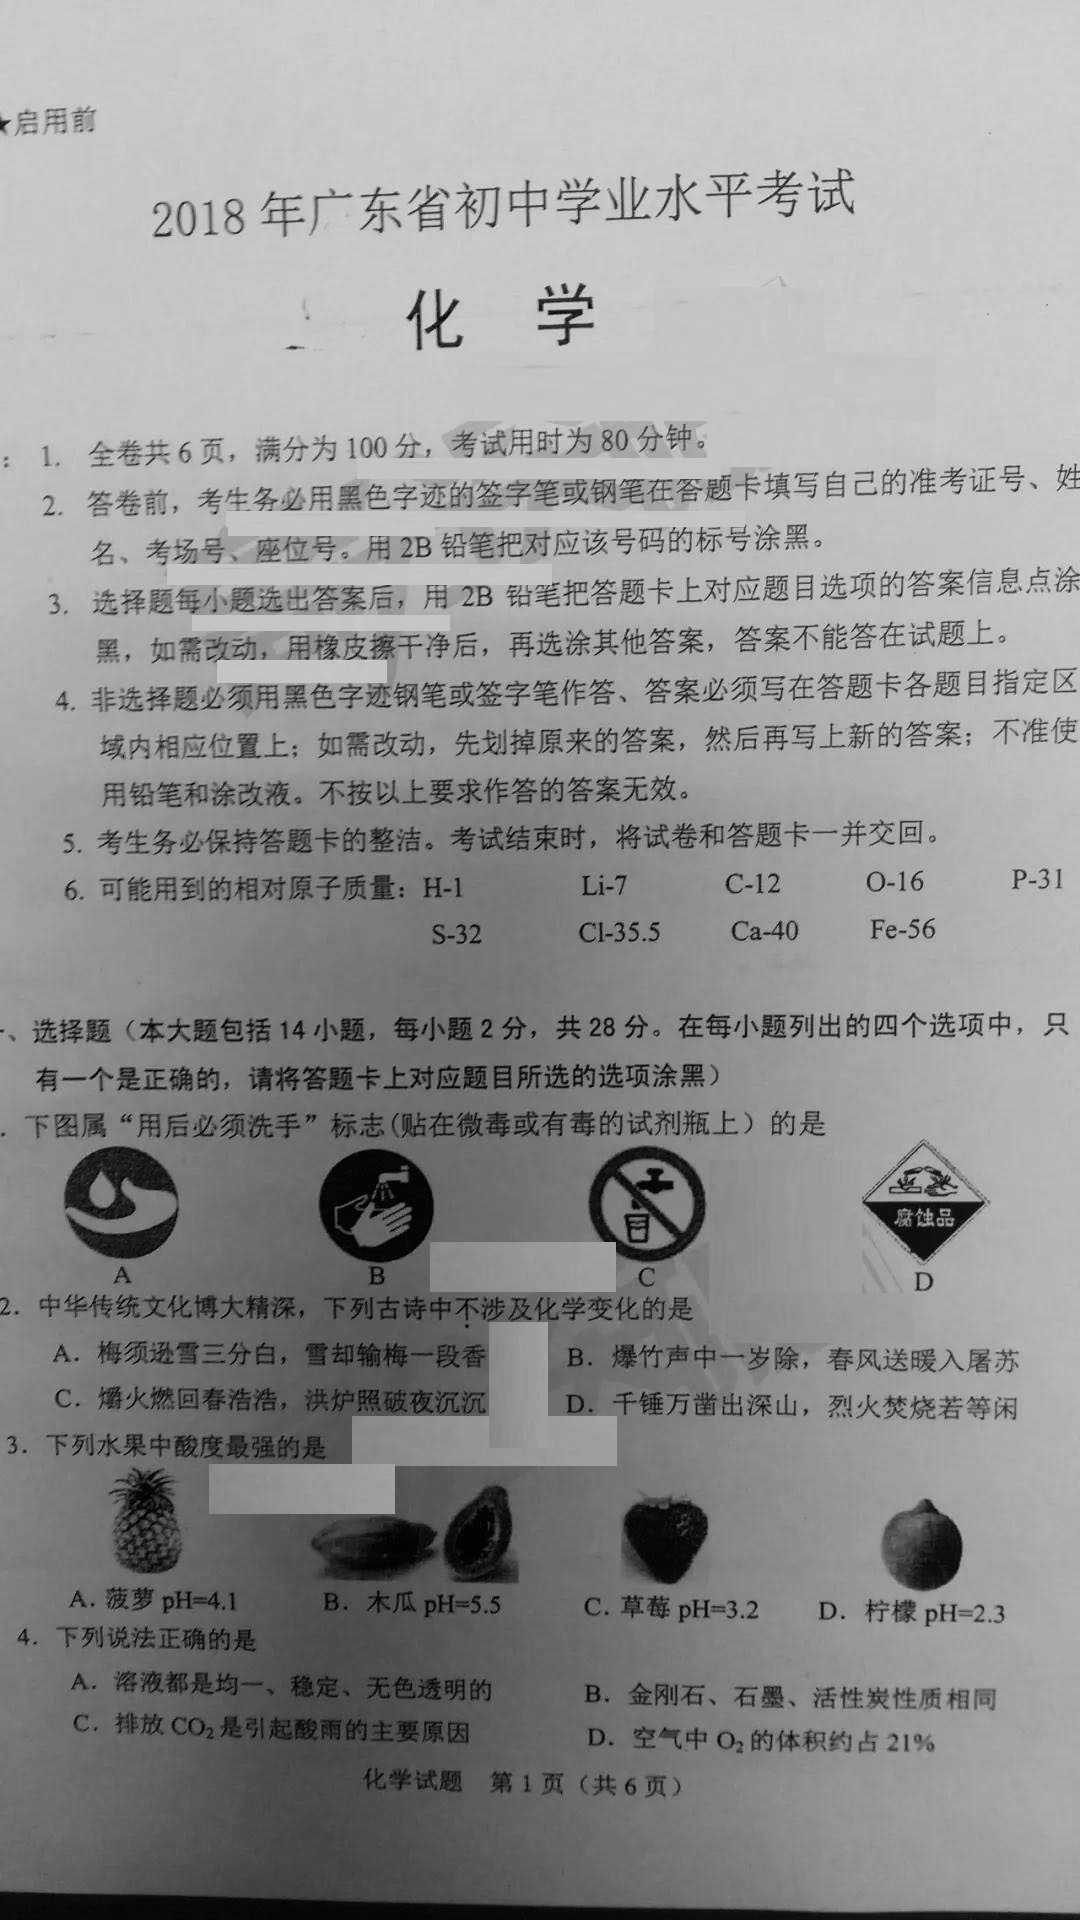 ★启用前
2018年广东省初中学业水平考试
化 学
: 1. 全卷共6页，满分为100分，考试用时为80分钟。
2. 答卷前，考生务必用黑色字迹的签字笔或钢笔在答题卡填写自己的准考证号、姓
名、考场号、座位号。用2B铅笔把对应该号码的标号涂黑。
3. 选择题每小题选出答案后，用2B铅笔把答题卡上对应题目选项的答案信息点涂
黑，如需改动，用橡皮擦干净后，再选涂其他答案，答案不能答在试题上。
4. 非选择题必须用黑色字迹钢笔或签字笔作答、答案必须写在答题卡各题目指定区
域内相应位置上；如需改动，先划掉原来的答案，然后再写上新的答案；不准使
用铅笔和涂改液。不按以上要求作答的答案无效。
5. 考生务必保持答题卡的整洁。考试结束时，将试卷和答题卡一并交回。
6. 可能用到的相对原子质量：H-1 Li-7 C-12 O-16 P-31
S-32 Cl-35.5 Ca-40 Fe-56
一、选择题（本大题包括14小题，每小题2分，共28分。在每小题列出的四个选项中，只
有一个是正确的，请将答题卡上对应题目所选的选项涂黑）
. 下图属“用后必须洗手”标志(贴在微毒或有毒的试剂瓶上）的是
腐蚀品
A B C D
2. 中华传统文化博大精深，下列古诗中不涉及化学变化的是
A. 梅须逊雪三分白，雪却输梅一段香 B. 爆竹声中一岁除，春风送暖入屠苏
C. 爝火燃回春浩浩，洪炉照破夜沉沉 D. 千锤万凿出深山，烈火焚烧若等闲
3. 下列水果中酸度最强的是
A. 菠萝 pH=4.1 B. 木瓜 pH=5.5 C. 草莓 pH=3.2 D. 柠檬 pH=2.3
4. 下列说法正确的是
A. 溶液都是均一、稳定、无色透明的 B. 金刚石、石墨、活性炭性质相同
C. 排放CO₂是引起酸雨的主要原因 D. 空气中O₂的体积约占21%
化学试题 第1页（共6页）